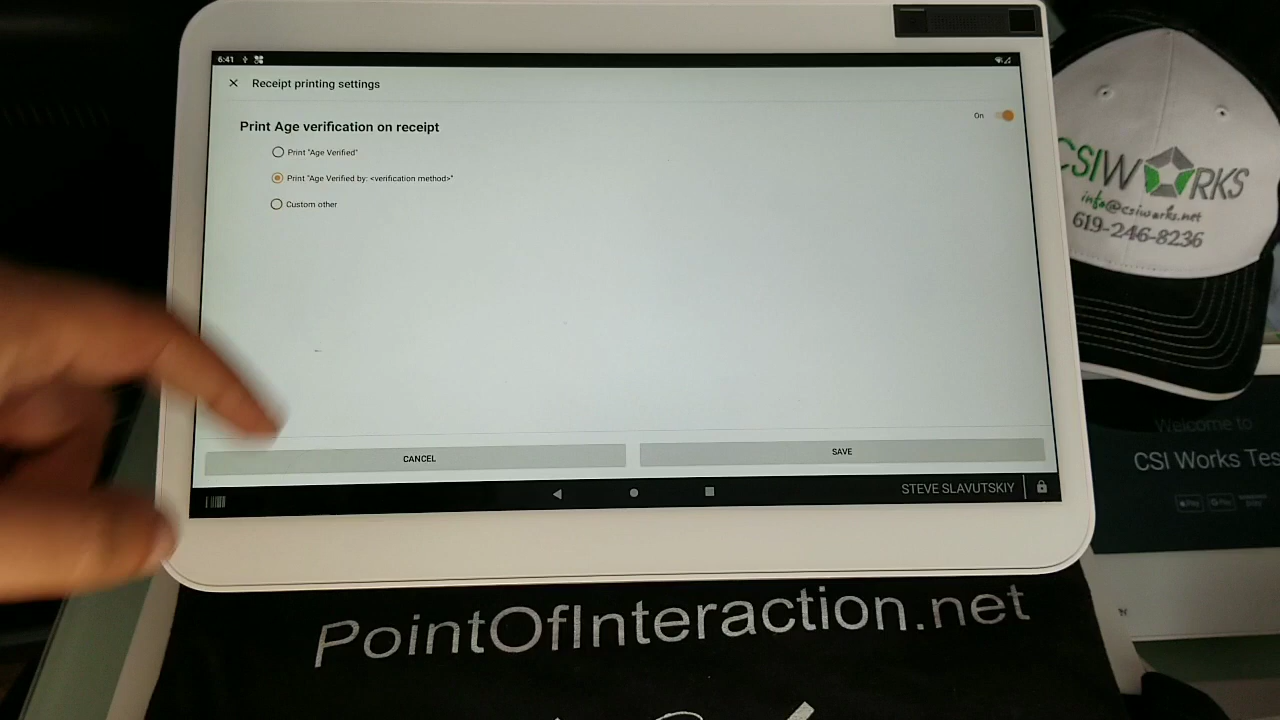 6:41
Receipt printing settings
Print Age verification on receipt
On
Print "Age Verified"
Print "Age Verified by: <verification method>"
Custom other
CANCEL
SAVE
STEVE SLAVUTSKIY
CSIWORKS
info@csiworks.net
619-246-8236
Welcome to
CSI Works Tes
Pay
G Pay
PointOfInteraction.net